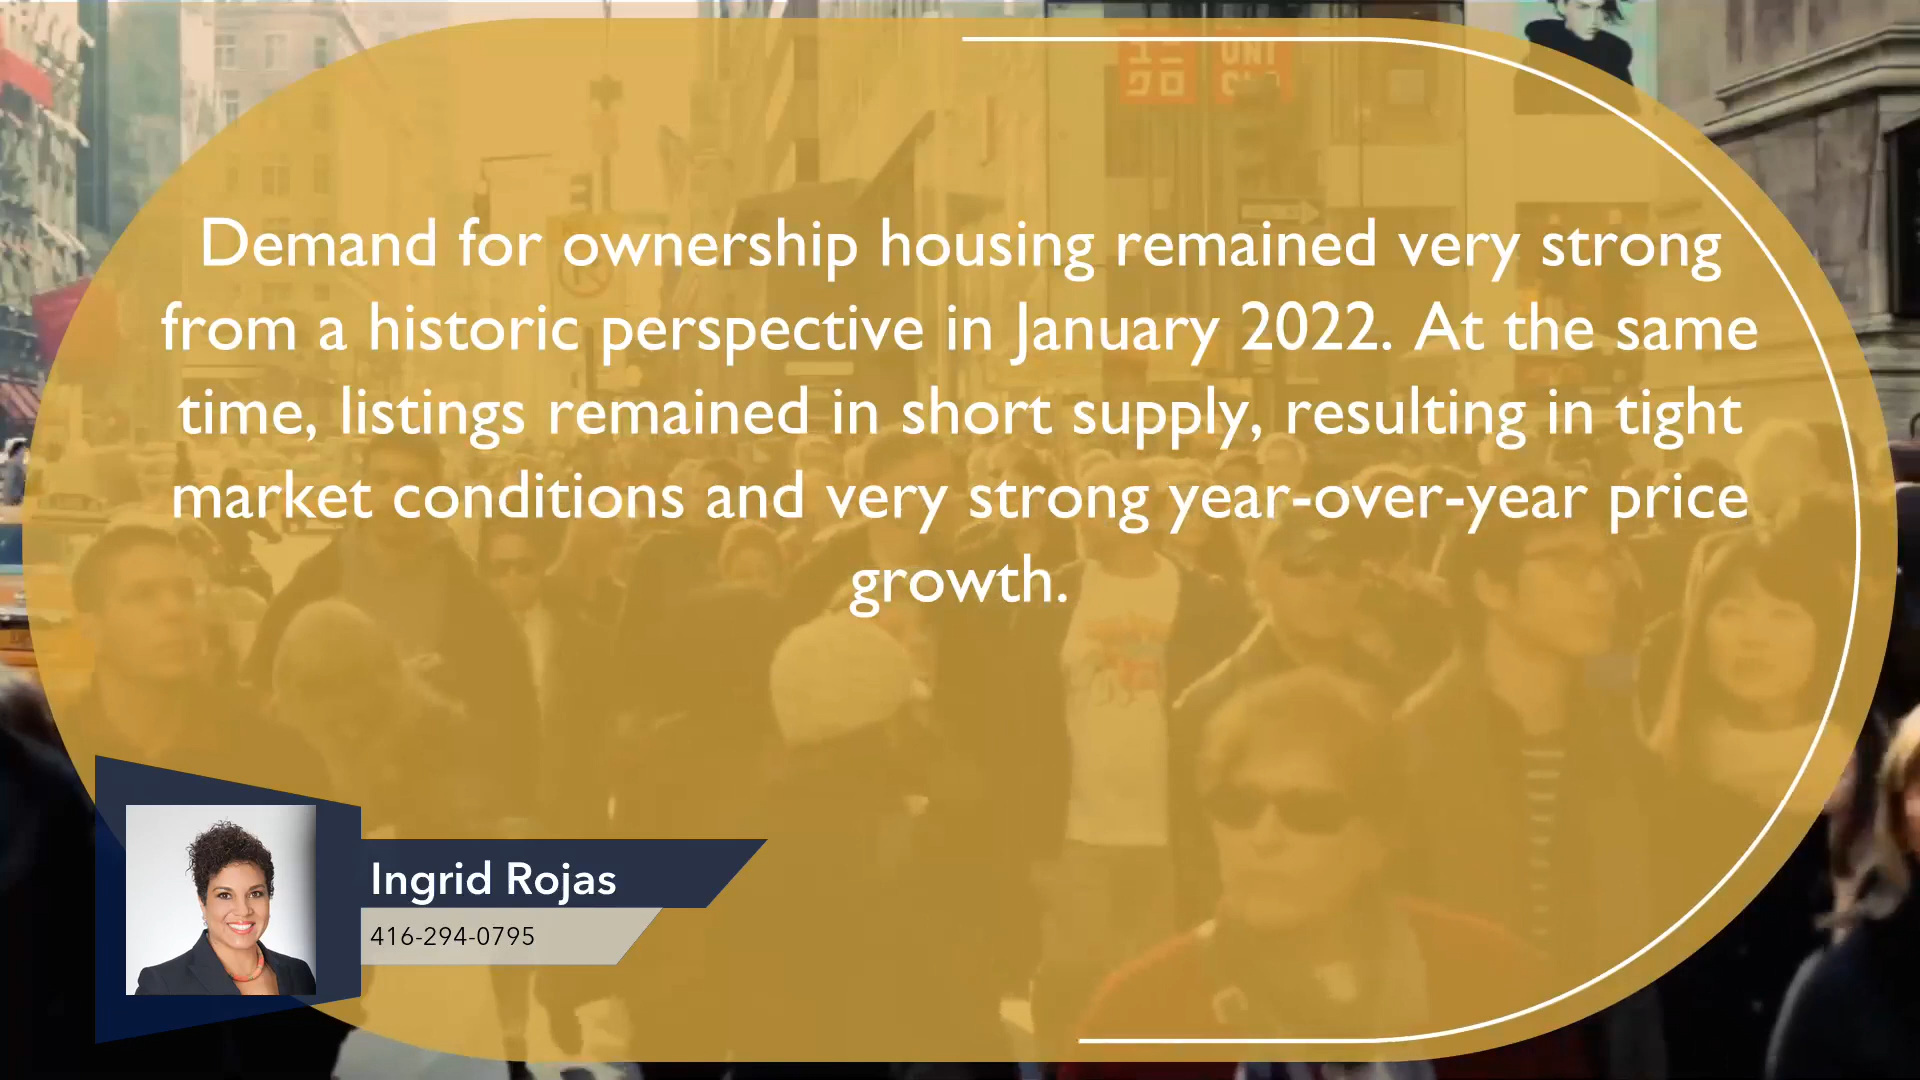 Demand for ownership housing remained very strong
from a historic perspective in January 2022. At the same
time, listings remained in short supply, resulting in tight
market conditions and very strong year-over-year price
growth.
Ingrid Rojas
416-294-0795